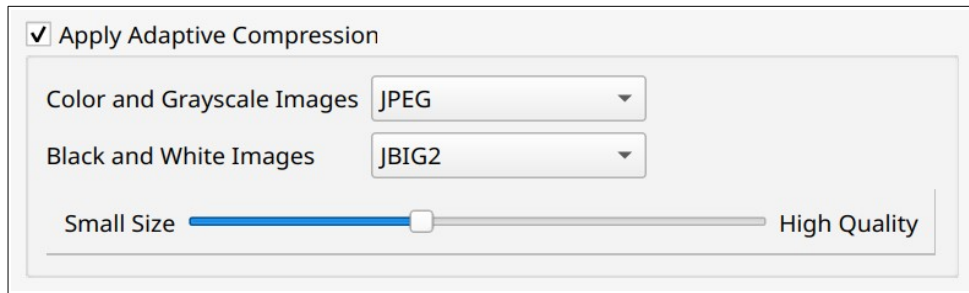 Apply Adaptive Compression
Color and Grayscale Images JPEG
Black and White Images JBIG2
Small Size High Quality